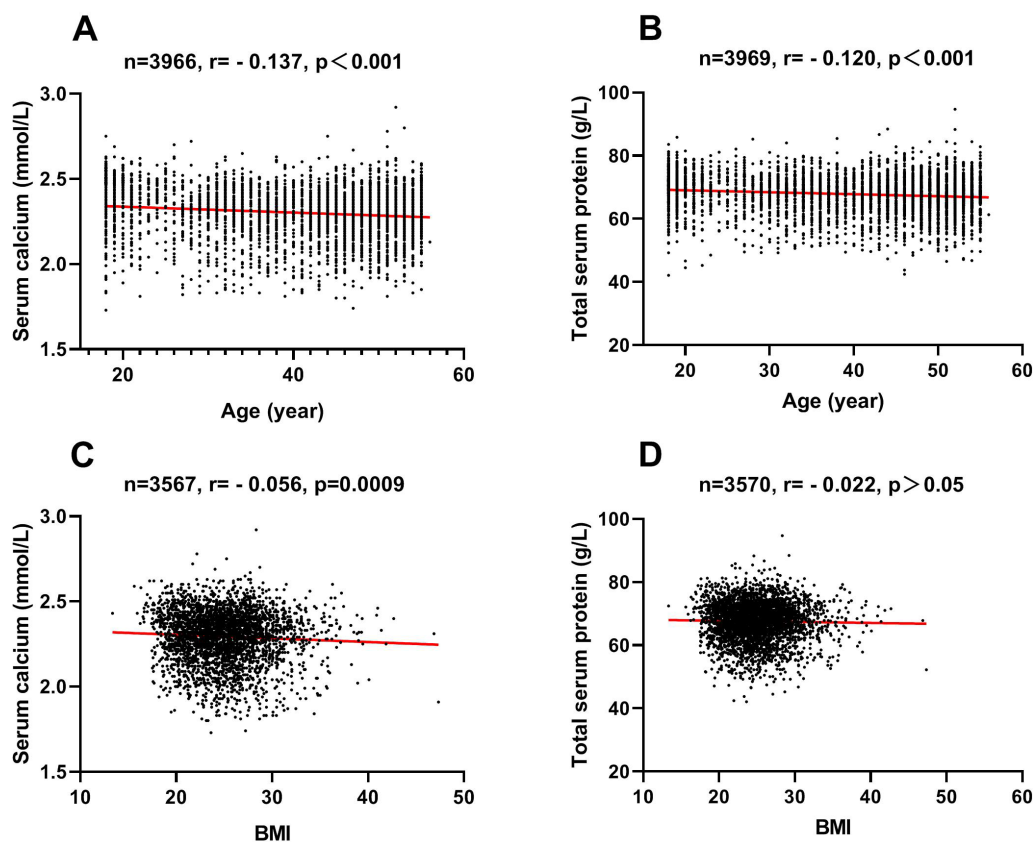 A
n=3966, r= - 0.137, p＜0.001
Serum calcium (mmol/L)
3.0
2.5
2.0
1.5
20
40
60
Age (year)
B
n=3969, r= - 0.120, p＜0.001
Total serum protein (g/L)
100
80
60
40
20
20
30
40
50
60
Age (year)
C
n=3567, r= - 0.056, p=0.0009
Serum calcium (mmol/L)
3.0
2.5
2.0
1.5
10
20
30
40
50
BMI
D
n=3570, r= - 0.022, p＞0.05
Total serum protein (g/L)
100
80
60
40
20
10
20
30
40
50
60
BMI